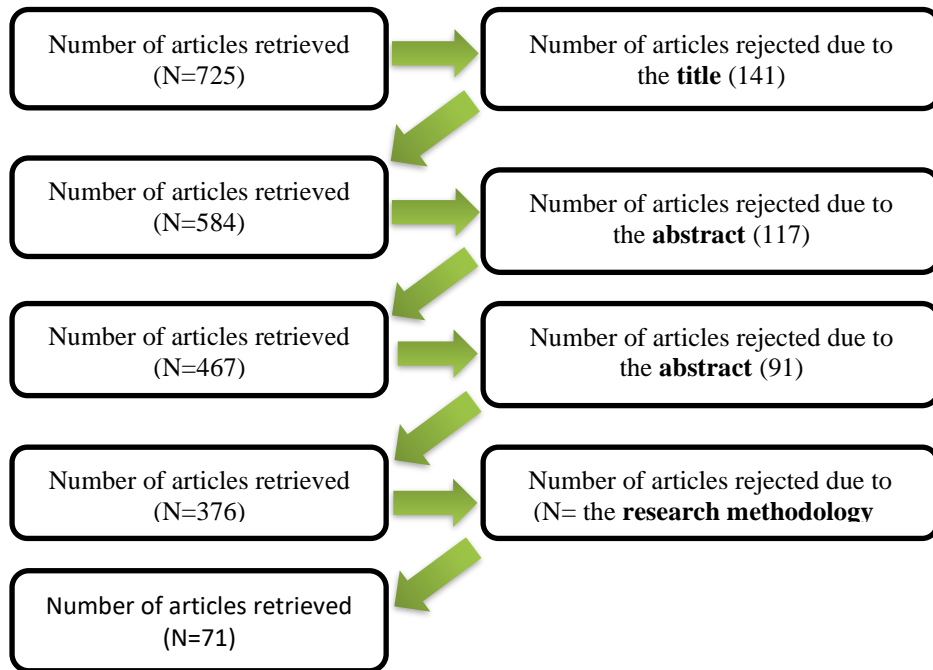 Number of articles retrieved
(N=725)
Number of articles rejected due to
the title (141)
Number of articles retrieved
(N=584)
Number of articles rejected due to
the abstract (117)
Number of articles retrieved
(N=467)
Number of articles rejected due to
the abstract (91)
Number of articles retrieved
(N=376)
Number of articles rejected due to
(N= the research methodology
Number of articles retrieved
(N=71)